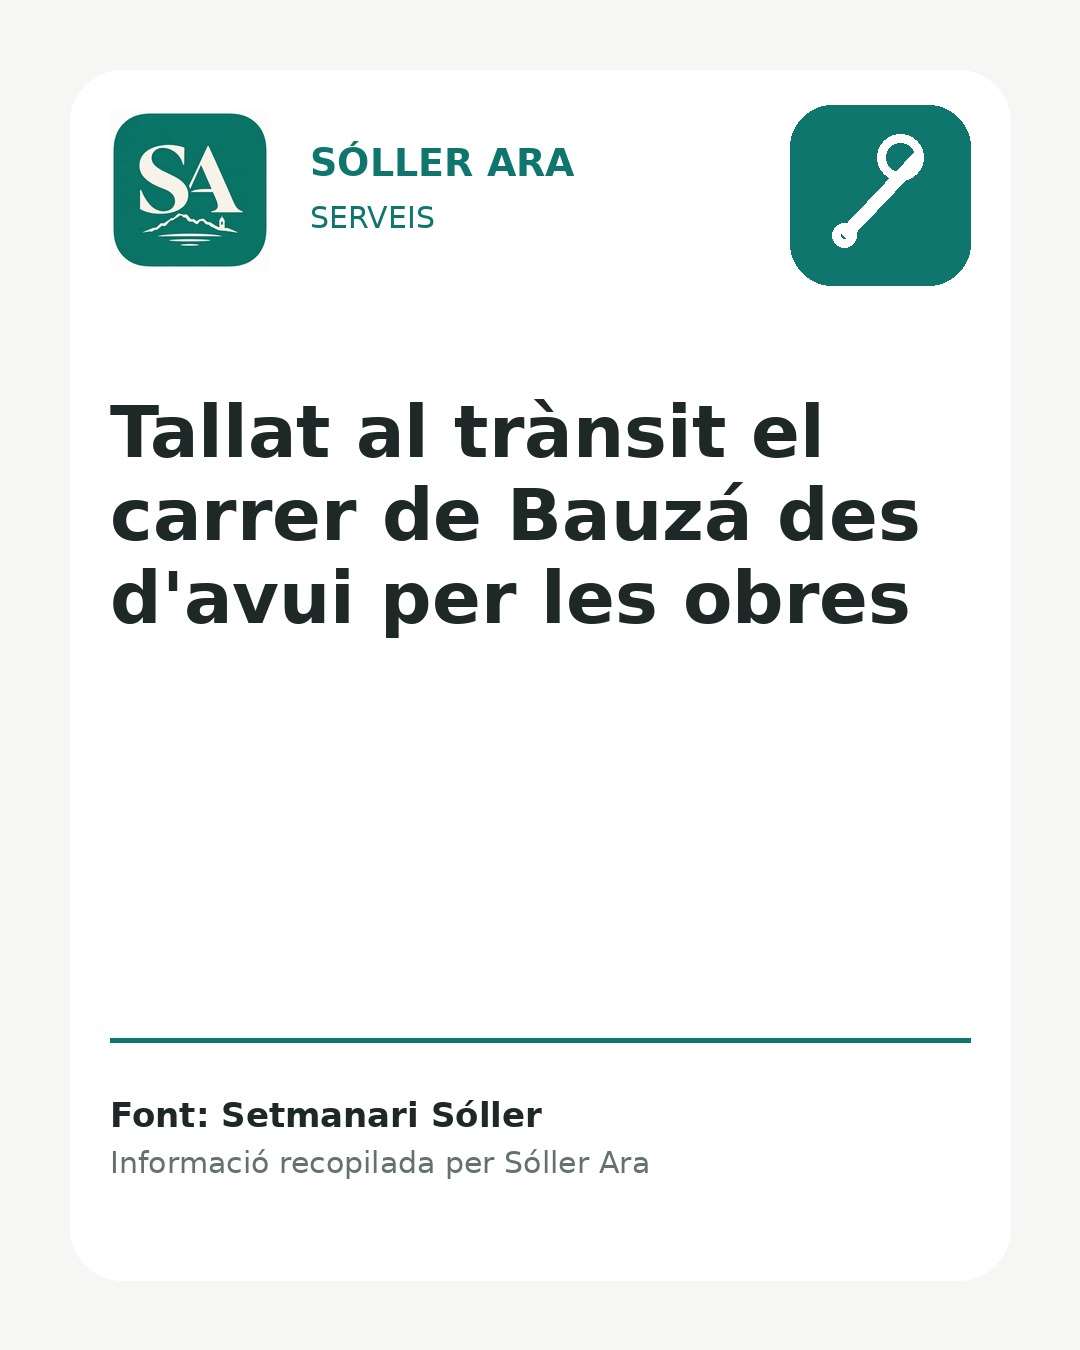 SA
SÓLLER ARA
SERVEIS
Tallat al trànsit el
carrer de Bauzá des
d'avui per les obres
Font: Setmanari Sóller
Informació recopilada per Sóller Ara